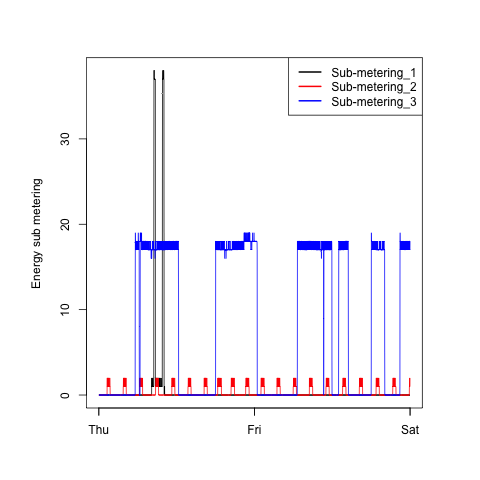 Sub-metering_1
Sub-metering_2
Sub-metering_3
Energy sub metering
30
20
10
0
Thu
Fri
Sat